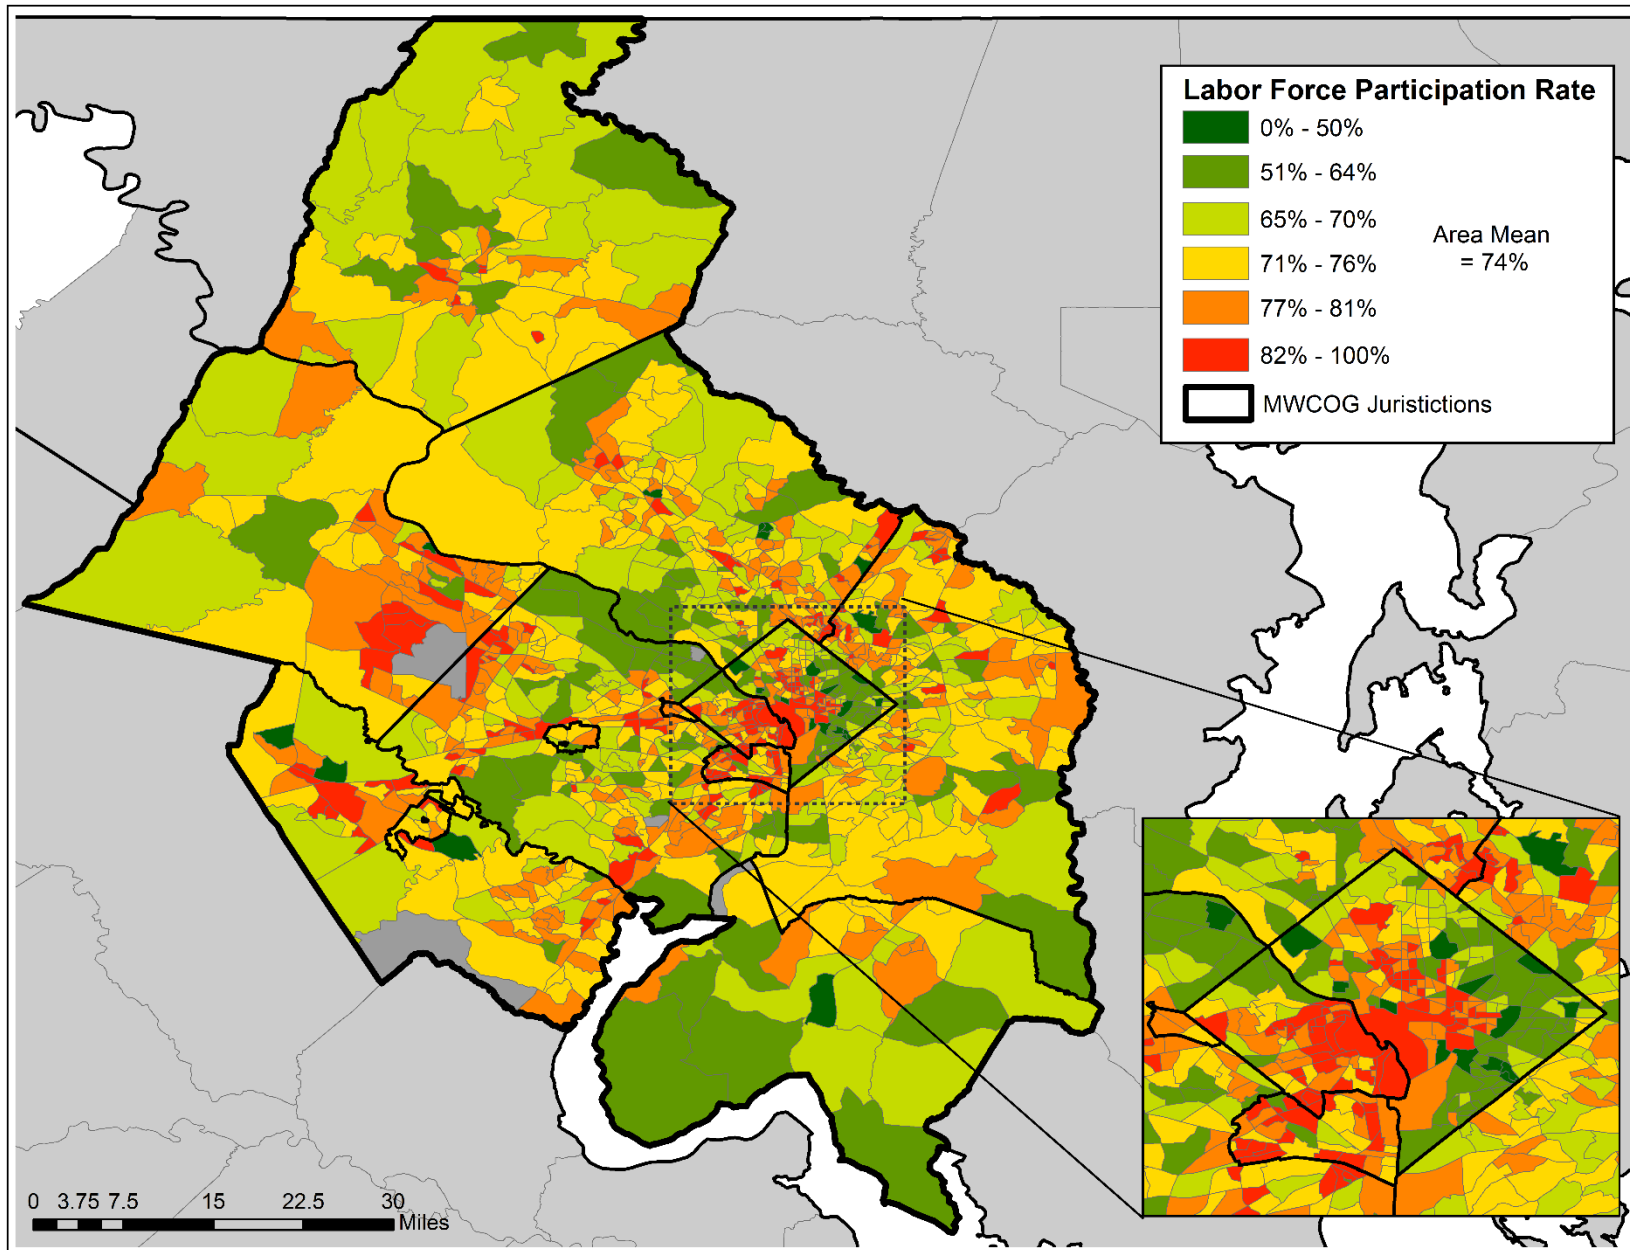 Labor Force Participation Rate
0% - 50%
51% - 64%
65% - 70%
71% - 76%
77% - 81%
82% - 100%
Area Mean
= 74%
MWCOG Juristictions
0 3.75 7.5 15 22.5 30
Miles